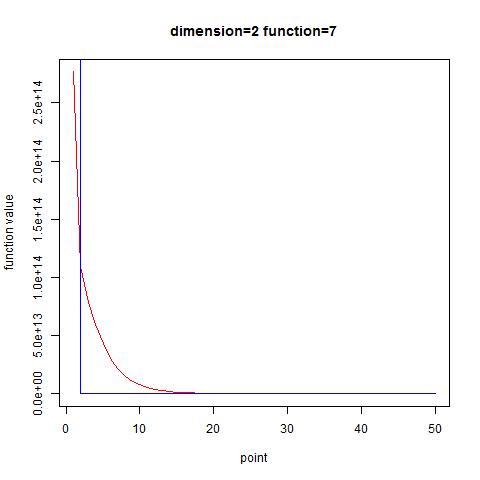 dimension=2 function=7
function value
2.5e+14
2.0e+14
1.5e+14
1.0e+14
5.0e+13
0.0e+00
0 10 20 30 40 50
point